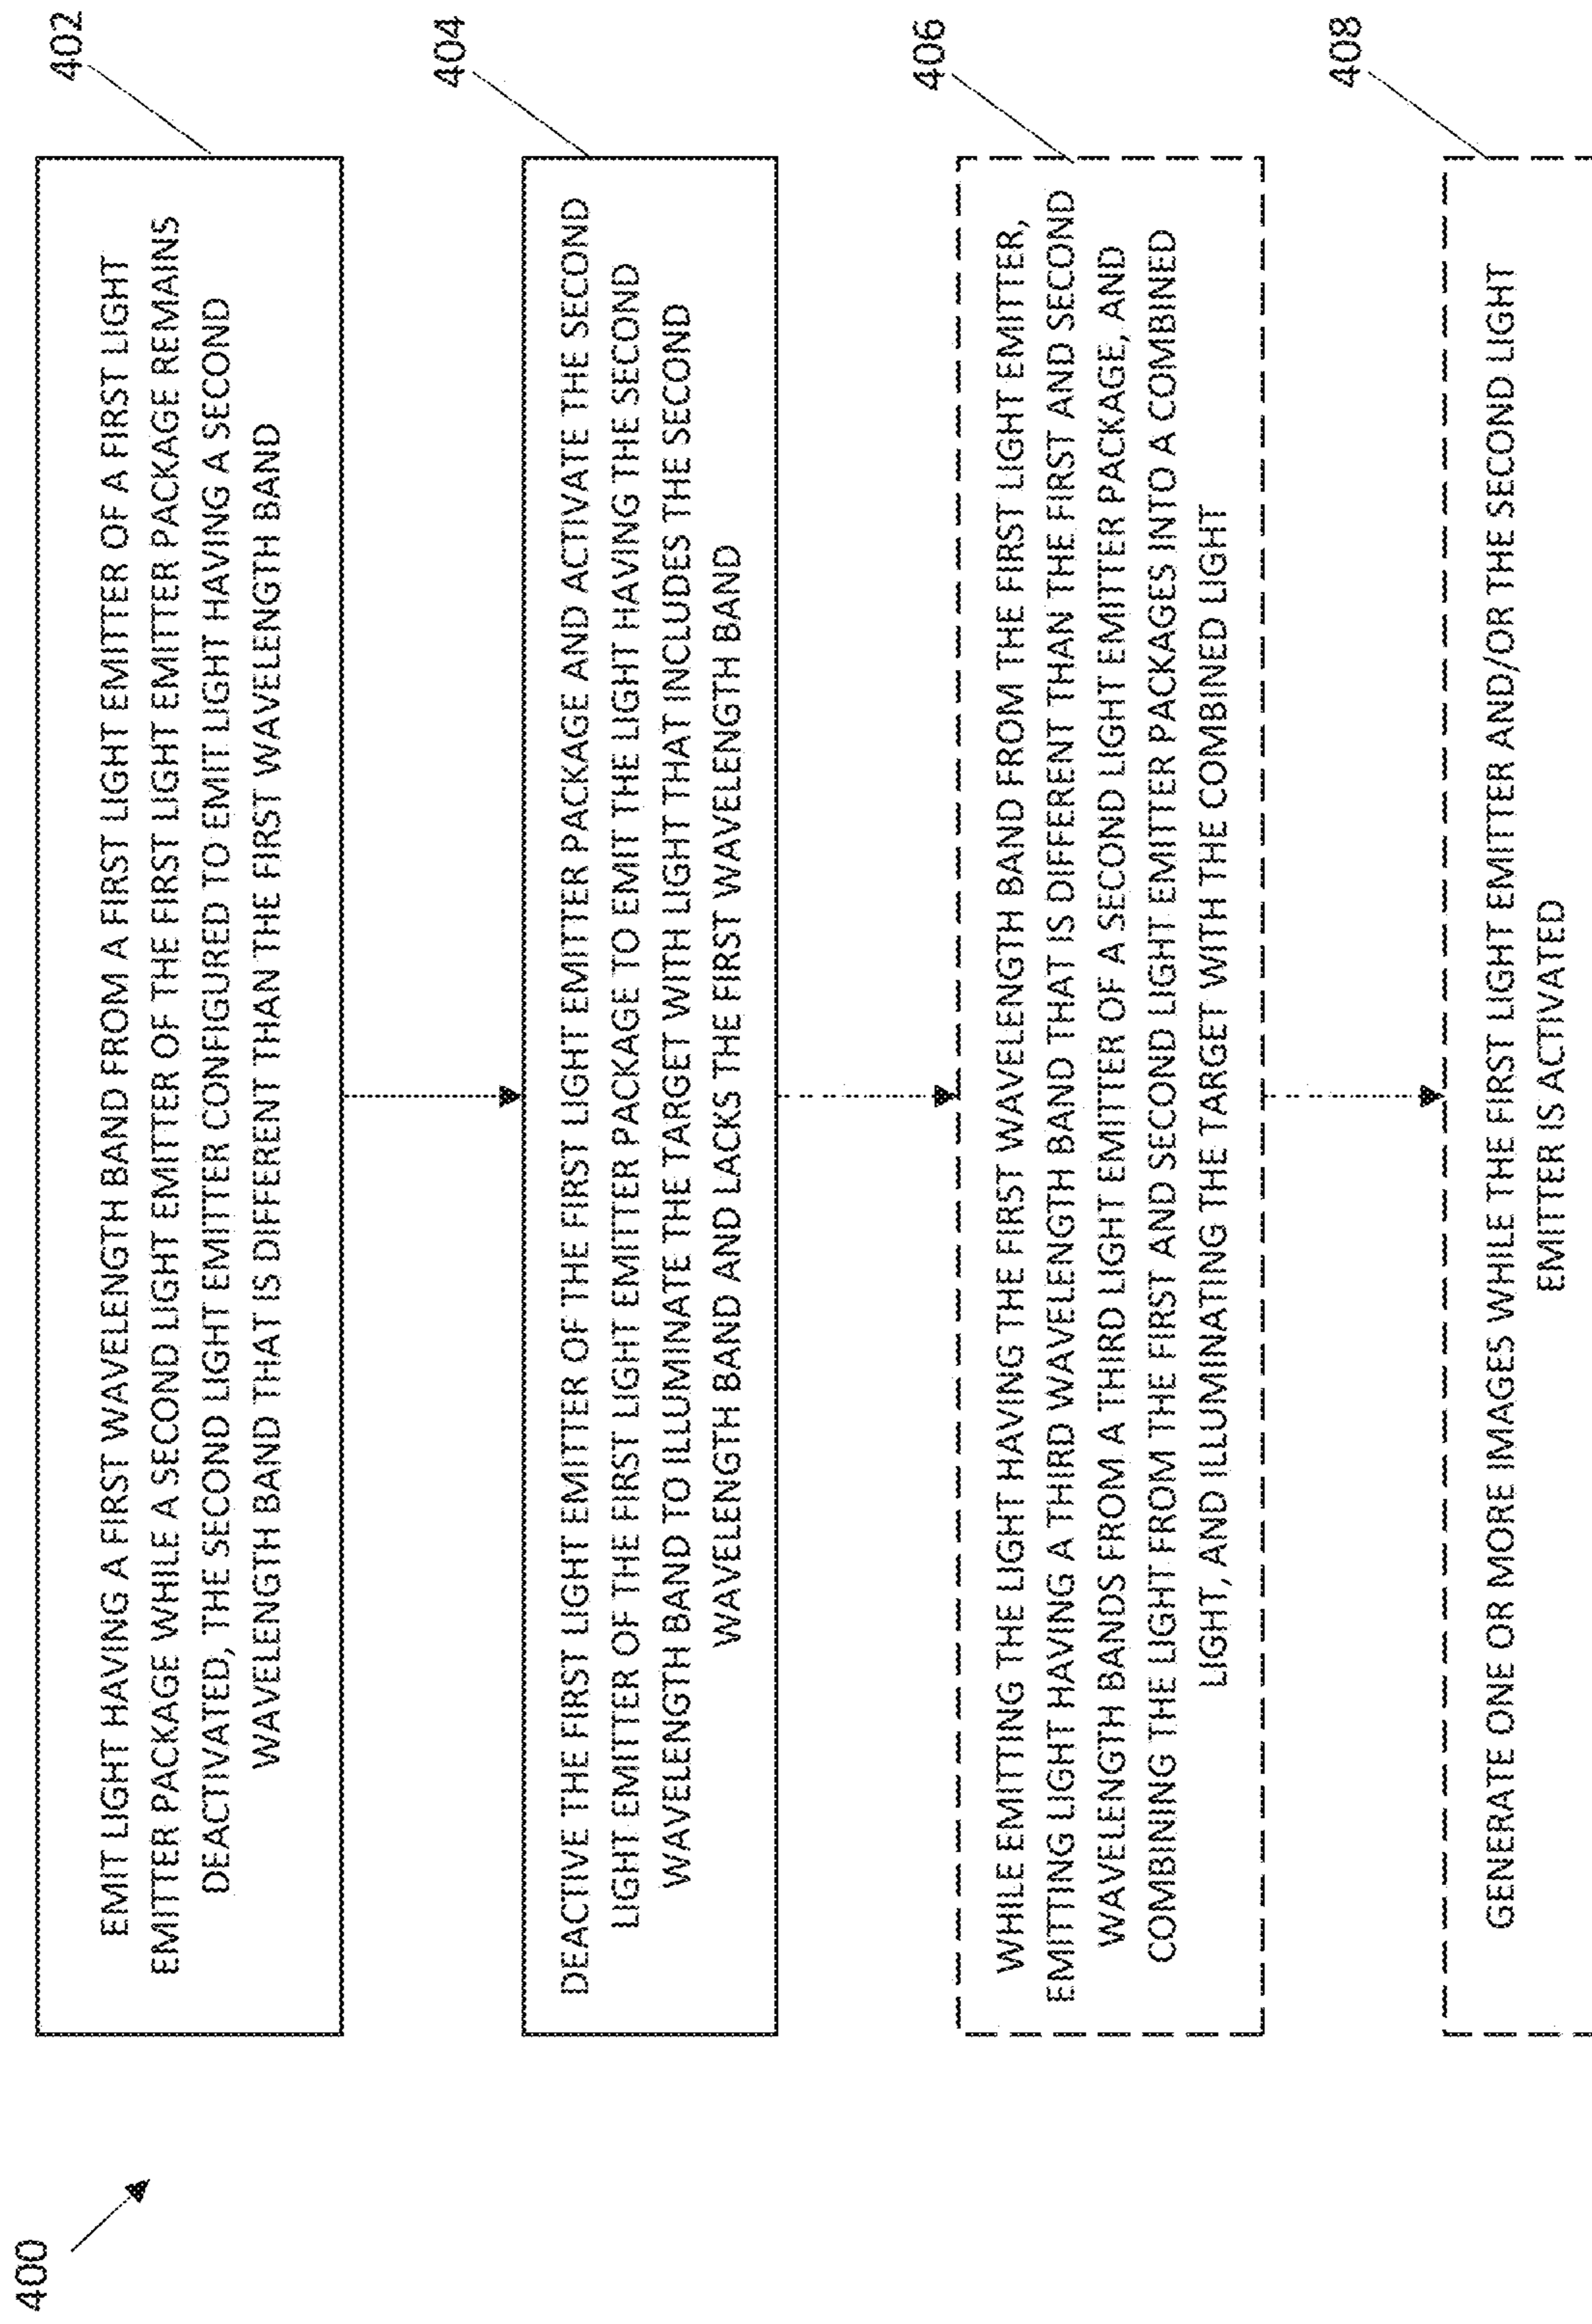 400
402
EMIT LIGHT HAVING A FIRST WAVELENGTH BAND FROM A FIRST LIGHT EMITTER OF A FIRST LIGHT
EMITTER PACKAGE WHILE A SECOND LIGHT EMITTER OF THE FIRST LIGHT EMITTER PACKAGE REMAINS
DEACTIVATED, THE SECOND LIGHT EMITTER CONFIGURED TO EMIT LIGHT HAVING A SECOND
WAVELENGTH BAND THAT IS DIFFERENT THAN THE FIRST WAVELENGTH BAND
404
DEACTIVE THE FIRST LIGHT EMITTER OF THE FIRST LIGHT EMITTER PACKAGE AND ACTIVATE THE SECOND
LIGHT EMITTER OF THE FIRST LIGHT EMITTER PACKAGE TO EMIT THE LIGHT HAVING THE SECOND
WAVELENGTH BAND TO ILLUMINATE THE TARGET WITH LIGHT THAT INCLUDES THE SECOND
WAVELENGTH BAND AND LACKS THE FIRST WAVELENGTH BAND
406
WHILE EMITTING THE LIGHT HAVING THE FIRST WAVELENGTH BAND FROM THE FIRST LIGHT EMITTER,
EMITTING LIGHT HAVING A THIRD WAVELENGTH BAND THAT IS DIFFERENT THAN THE FIRST AND SECOND
WAVELENGTH BANDS FROM A THIRD LIGHT EMITTER OF A SECOND LIGHT EMITTER PACKAGE, AND
COMBINING THE LIGHT FROM THE FIRST AND SECOND LIGHT EMITTER PACKAGES INTO A COMBINED
LIGHT, AND ILLUMINATING THE TARGET WITH THE COMBINED LIGHT
408
GENERATE ONE OR MORE IMAGES WHILE THE FIRST LIGHT EMITTER AND/OR THE SECOND LIGHT
EMITTER IS ACTIVATED